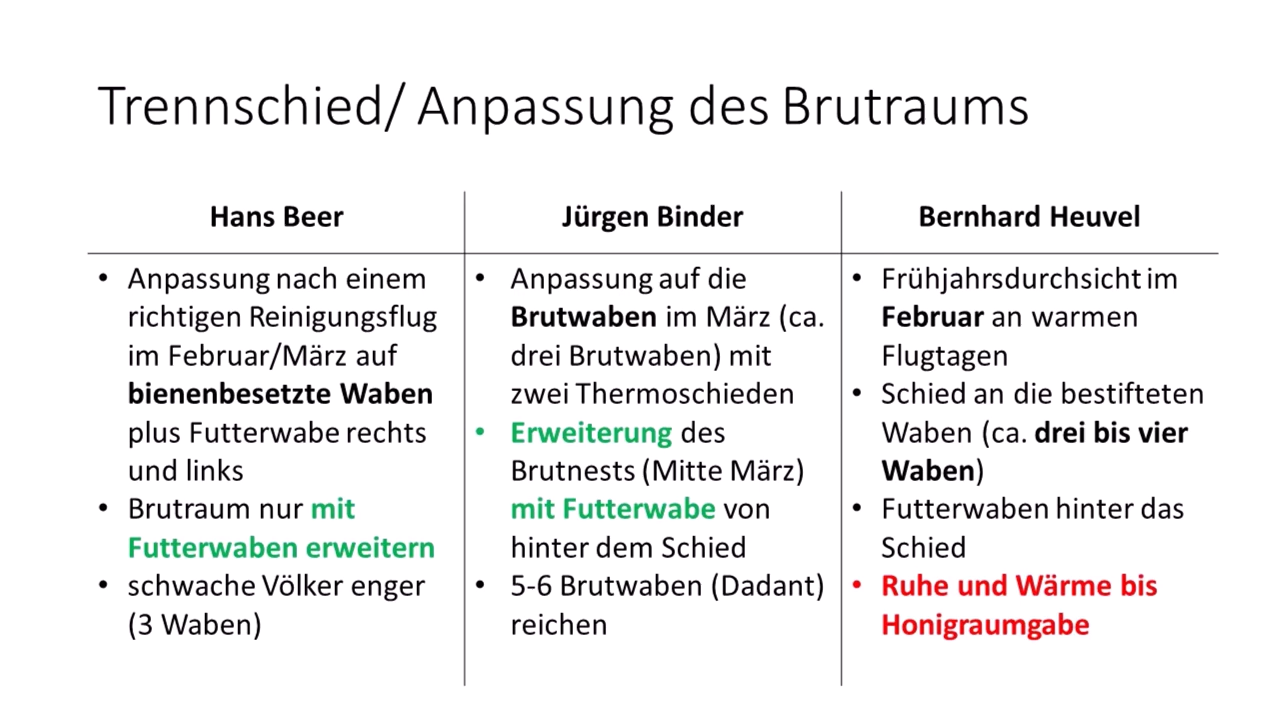 Trennschied/ Anpassung des Brutraums
Hans Beer
• Anpassung nach einem
richtigen Reinigungsflug
im Februar/März auf
bienenbesetzte Waben
plus Futterwabe rechts
und links
• Brutraum nur mit
Futterwaben erweitern
• schwache Völker enger
(3 Waben)
Jürgen Binder
• Anpassung auf die
Brutwaben im März (ca.
drei Brutwaben) mit
zwei Thermoschieden
• Erweiterung des
Brutnests (Mitte März)
mit Futterwabe von
hinter dem Schied
• 5-6 Brutwaben (Dadant)
reichen
Bernhard Heuvel
• Frühjahrsdurchsicht im
Februar an warmen
Flugtagen
• Schied an die bestifteten
Waben (ca. drei bis vier
Waben)
• Futterwaben hinter das
Schied
• Ruhe und Wärme bis
Honigraumgabe